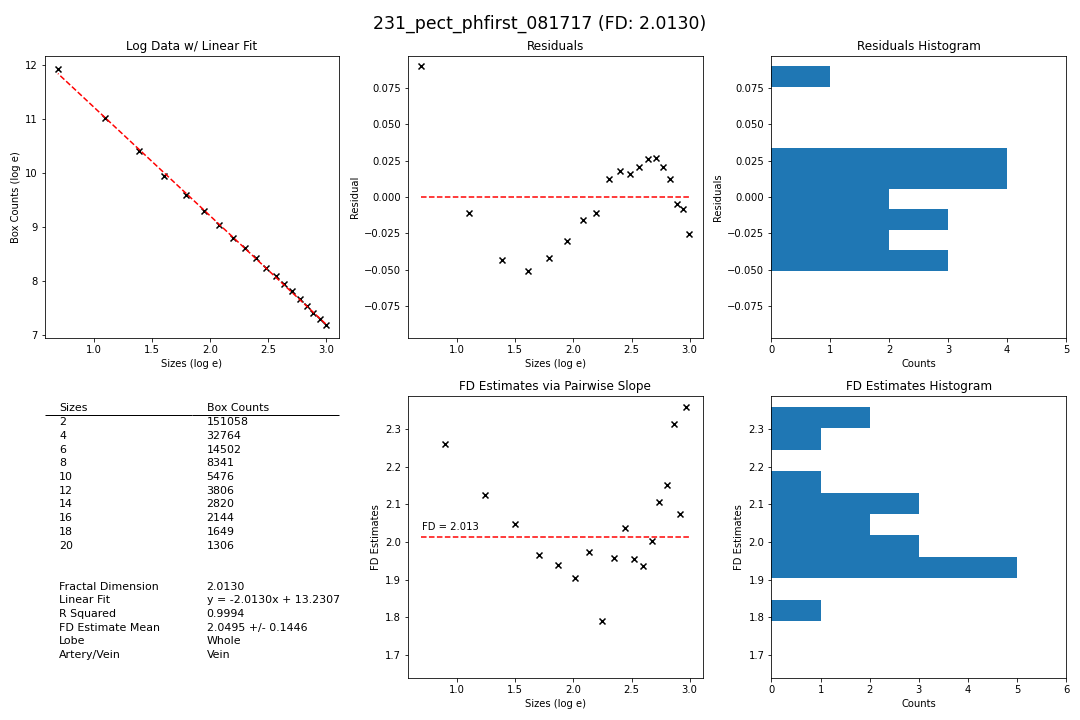 231_pect_phfirst_081717 (FD: 2.0130)
Log Data w/ Linear Fit
12
11
10
9
8
7
Box Counts (log e)
1.0 1.5 2.0 2.5 3.0
Sizes (log e)
Residuals
0.075
0.050
0.025
0.000
−0.025
−0.050
−0.075
Residual
1.0 1.5 2.0 2.5 3.0
Sizes (log e)
Residuals Histogram
0.075
0.050
0.025
0.000
−0.025
−0.050
−0.075
Residuals
0 1 2 3 4 5
Counts
Sizes Box Counts
2 151058
4 32764
6 14502
8 8341
10 5476
12 3806
14 2820
16 2144
18 1649
20 1306
Fractal Dimension 2.0130
Linear Fit y = -2.0130x + 13.2307
R Squared 0.9994
FD Estimate Mean 2.0495 +/- 0.1446
Lobe Whole
Artery/Vein Vein
FD Estimates via Pairwise Slope
2.3
2.2
2.1
2.0
1.9
1.8
1.7
FD Estimates
FD = 2.013
1.0 1.5 2.0 2.5 3.0
Sizes (log e)
FD Estimates Histogram
2.3
2.2
2.1
2.0
1.9
1.8
1.7
FD Estimates
0 1 2 3 4 5 6
Counts